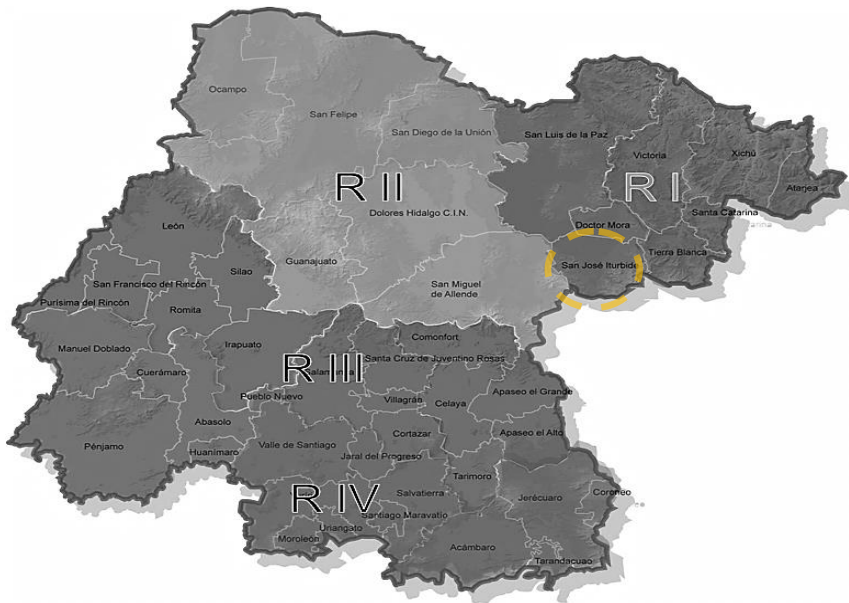 Ocampo
San Felipe
San Diego de la Unión
San Luis de la Paz
Victoria
Xichú
Atarjea
R II
R I
Dolores Hidalgo C.I.N.
Santa Catarina
Doctor Mora
León
Tierra Blanca
Guanajuato
San José Iturbide
Silao
San Miguel
de Allende
San Francisco del Rincón
Purísima del Rincón
Romita
Comonfort
Irapuato
Manuel Doblado
R III
Salamanca
Santa Cruz de Juventino Rosas
Cuerámaro
Apaseo el Grande
Pueblo Nuevo
Villagrán
Celaya
Abasolo
Cortazar
Apaseo el Alto
Pénjamo
Valle de Santiago
Huanímaro
Jaral del Progreso
Tarimoro
R IV
Salvatierra
Jerécuaro
Coroneo
Santiago Maravatío
Uriangato
Moroleón
Acámbaro
Tarandacuao